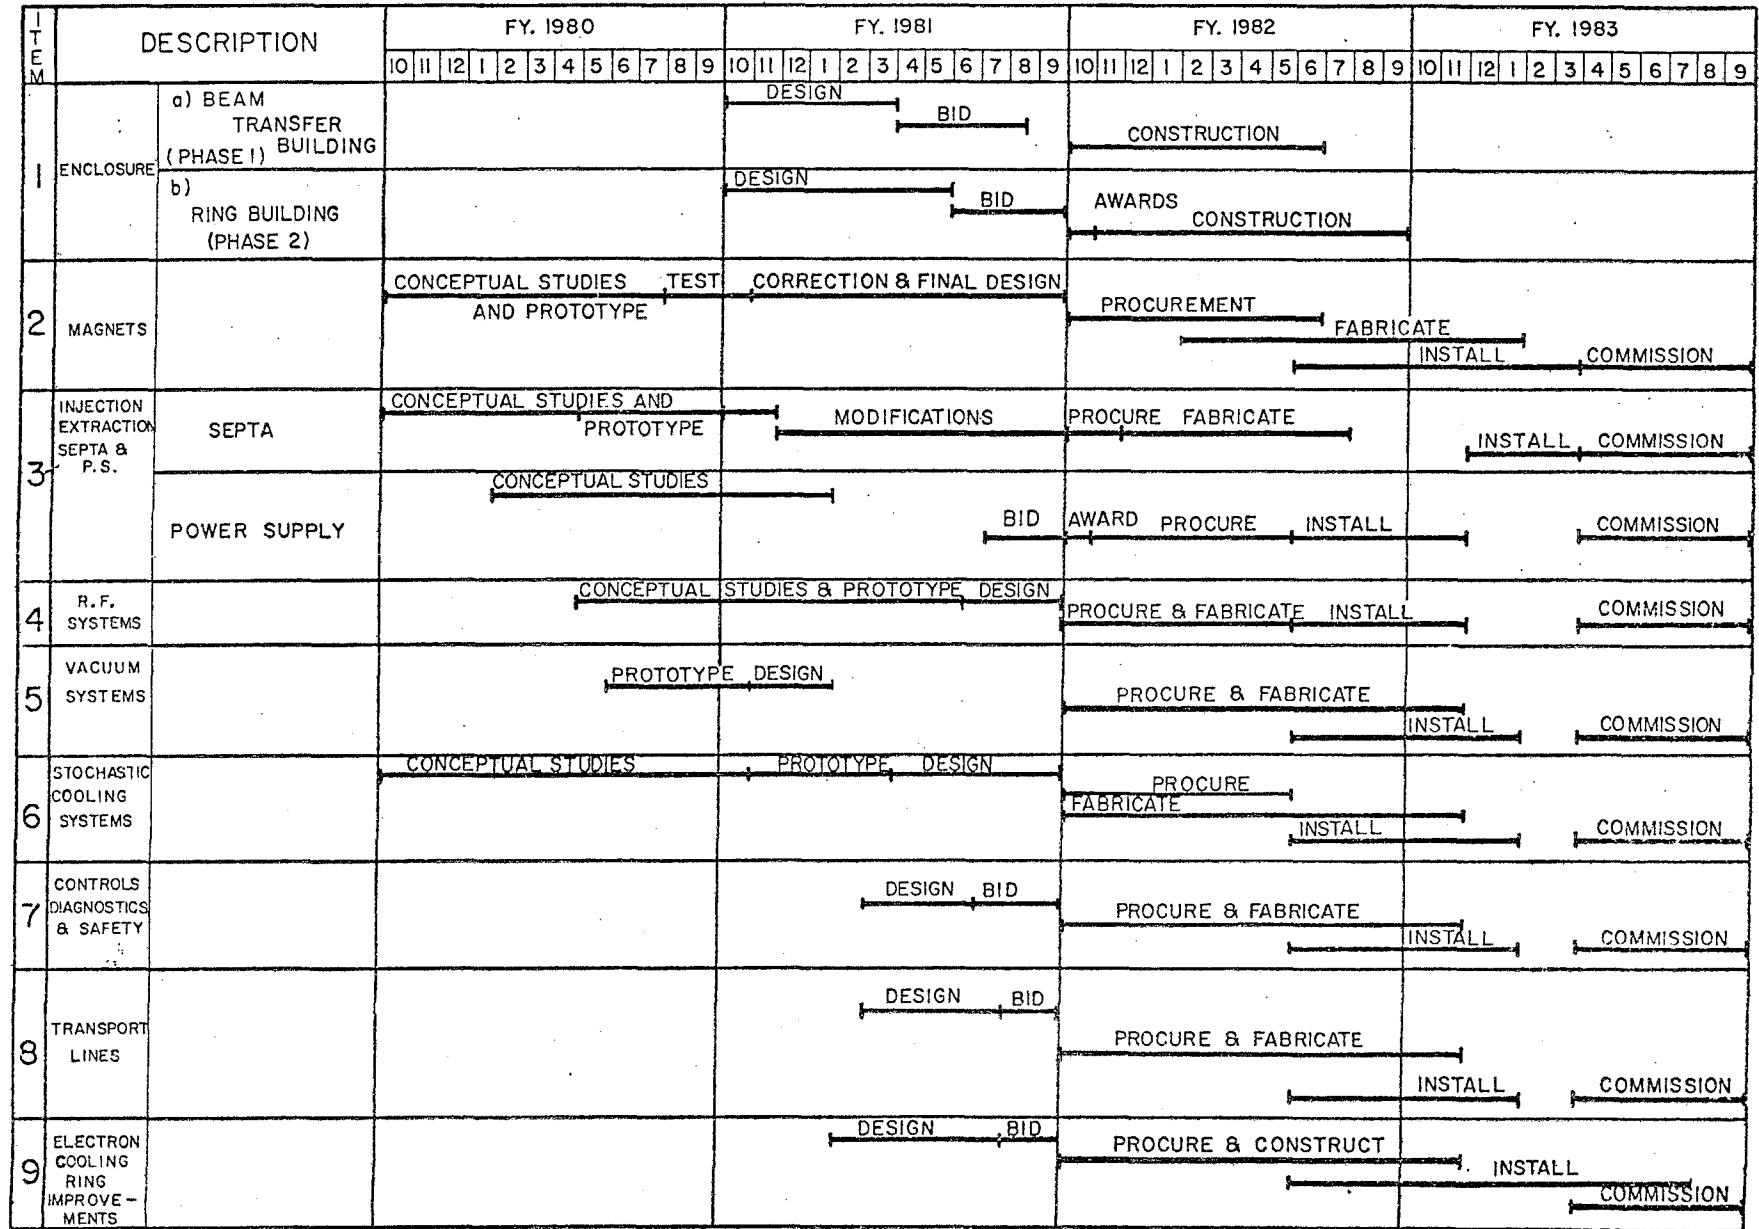 ITEM DESCRIPTION FY. 1980 FY. 1981 FY. 1982 FY. 1983
10 11 12 1 2 3 4 5 6 7 8 9 10 11 12 1 2 3 4 5 6 7 8 9 10 11 12 1 2 3 4 5 6 7 8 9 10 11 12 1 2 3 4 5 6 7 8 9
1 ENCLOSURE
a) BEAM
TRANSFER
BUILDING
(PHASE 1)
DESIGN
BID
CONSTRUCTION
b)
RING BUILDING
(PHASE 2)
DESIGN
BID
AWARDS
CONSTRUCTION
2 MAGNETS
CONCEPTUAL STUDIES
AND PROTOTYPE
TEST
CORRECTION & FINAL DESIGN
PROCUREMENT
FABRICATE
INSTALL
COMMISSION
3
INJECTION
EXTRACTION
SEPTA &
P.S.
SEPTA
CONCEPTUAL STUDIES AND
PROTOTYPE
MODIFICATIONS
PROCURE
FABRICATE
INSTALL
COMMISSION
POWER SUPPLY
CONCEPTUAL STUDIES
BID
AWARD
PROCURE
INSTALL
COMMISSION
4
R.F.
SYSTEMS
CONCEPTUAL STUDIES & PROTOTYPE
DESIGN
PROCURE & FABRICATE
INSTALL
COMMISSION
5
VACUUM
SYSTEMS
PROTOTYPE
DESIGN
PROCURE & FABRICATE
INSTALL
COMMISSION
6
STOCHASTIC
COOLING
SYSTEMS
CONCEPTUAL STUDIES
PROTOTYPE
DESIGN
PROCURE
FABRICATE
INSTALL
COMMISSION
7
CONTROLS
DIAGNOSTICS
& SAFETY
DESIGN
BID
PROCURE & FABRICATE
INSTALL
COMMISSION
8
TRANSPORT
LINES
DESIGN
BID
PROCURE & FABRICATE
INSTALL
COMMISSION
9
ELECTRON
COOLING
RING
IMPROVE-
MENTS
DESIGN
BID
PROCURE & CONSTRUCT
INSTALL
COMMISSION